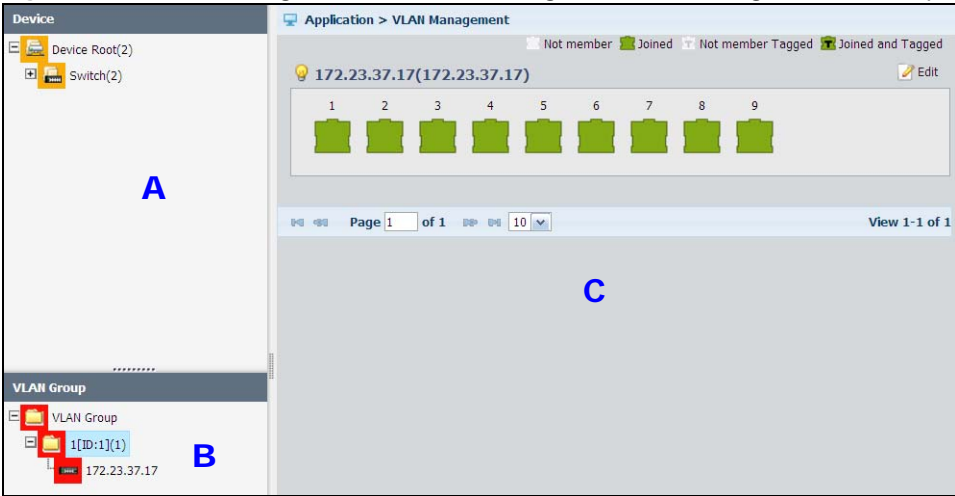 Device
Device Root(2)
Switch(2)
A
VLAN Group
VLAN Group
1[ID:1](1)
172.23.37.17
B
Application > VLAN Management
Not member Joined T Not member Tagged T Joined and Tagged
172.23.37.17(172.23.37.17)
Edit
1 2 3 4 5 6 7 8 9
Page 1 of 1 10 View 1-1 of 1
C